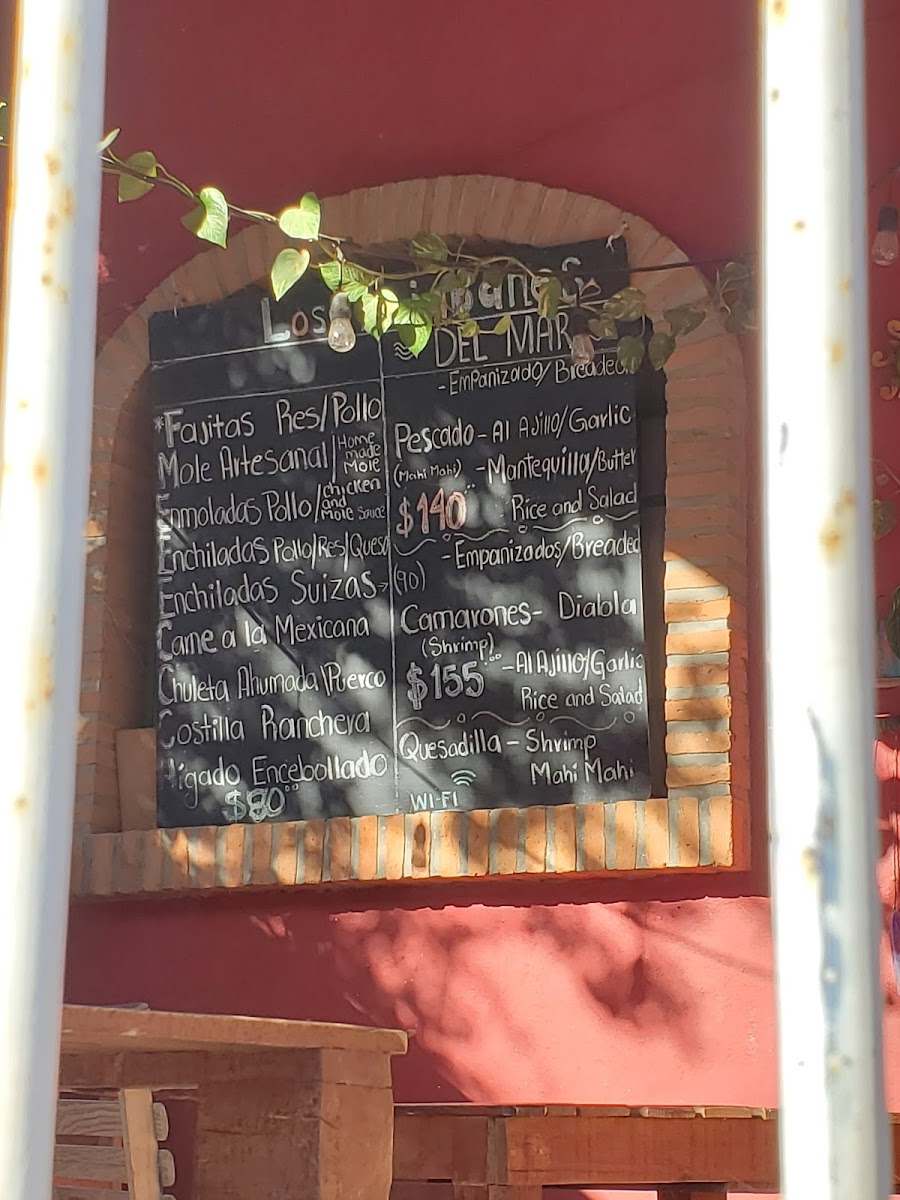 Los
*Fajitas Res/Pollo
Mole Artesanal/Home made Mole
Enmoladas Pollo/chicken and Mole Sauce
Enchiladas Pollo/Res/Queso
Enchiladas Suizas → (90)
Carne a la Mexicana
Chuleta Ahumada\Puerco
Costilla Ranchera
Hígado Encebollado
$80°°
DEL MAR
- Empanizado/Breaded
Pescado - Al Ajillo/Garlic
(Mahi Mahi) - Mantequilla/Butter
$140°° - Rice and Salad
- Empanizados/Breaded
Camarones - Diabla
(Shrimp)
$155°° - Al Ajillo/Garlic
Rice and Salad
Quesadilla - Shrimp
Mahi Mahi
WI-FI